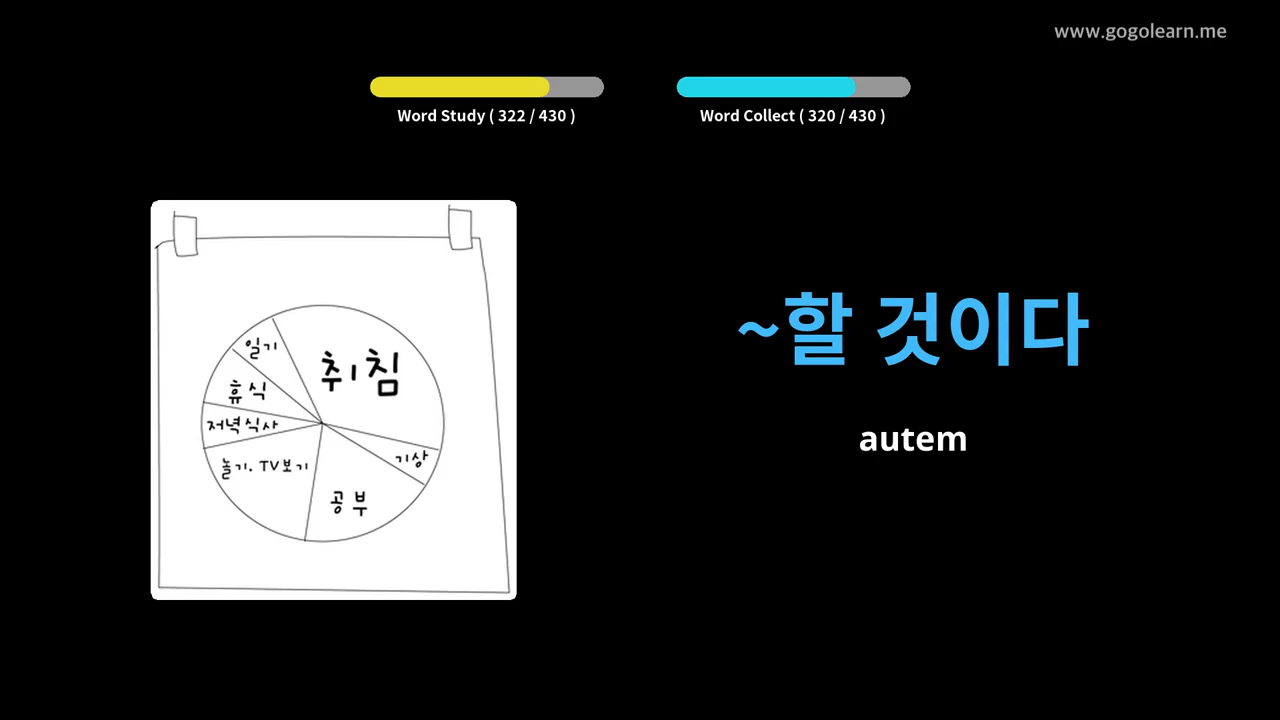 www.gogolearn.me
Word Study ( 322 / 430 )
Word Collect ( 320 / 430 )
일기
취침
휴식
저녁식사
놀기. TV보기
기상
공부
~할 것이다
autem